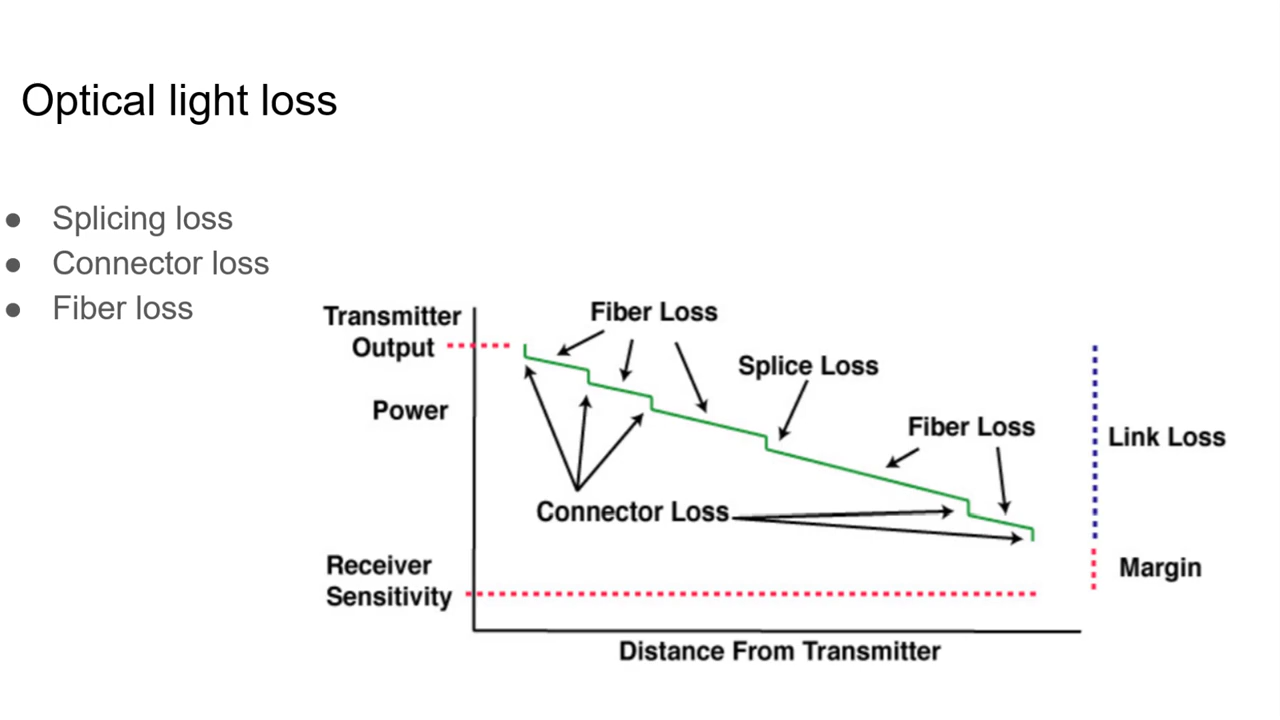 Optical light loss
● Splicing loss
● Connector loss
● Fiber loss
Transmitter
Output
Power
Fiber Loss
Splice Loss
Fiber Loss
Link Loss
Connector Loss
Receiver
Sensitivity
Margin
Distance From Transmitter